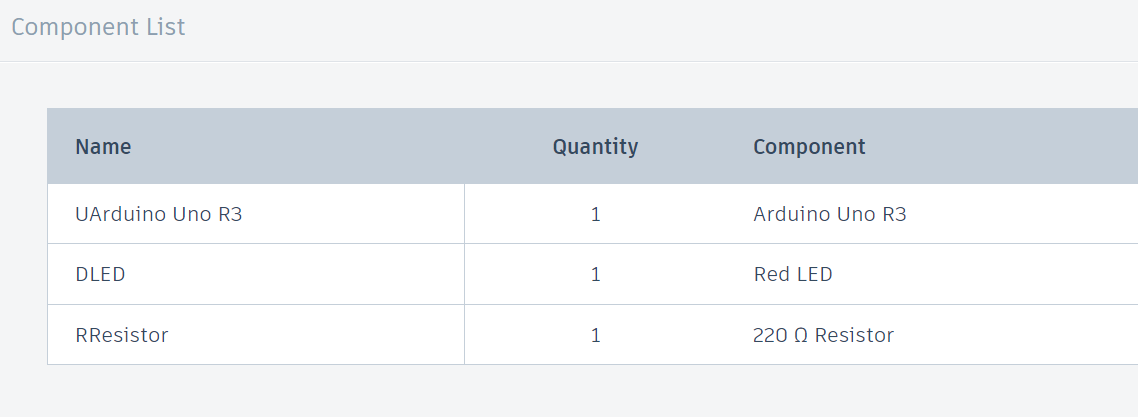 Component List
Name Quantity Component
UArduino Uno R3 1 Arduino Uno R3
DLED 1 Red LED
RResistor 1 220 Ω Resistor